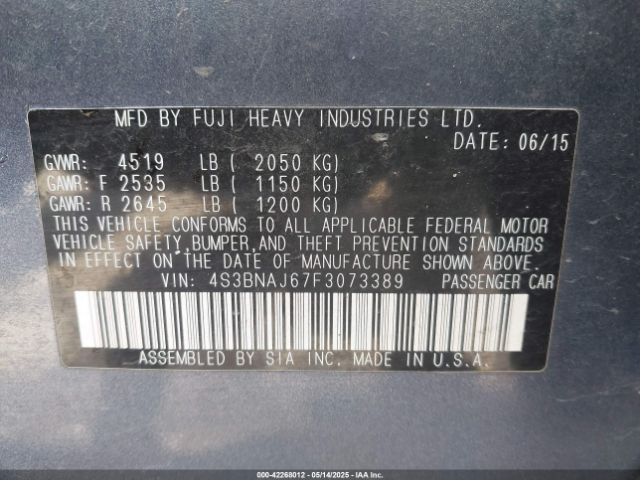 MFD BY FUJI HEAVY INDUSTRIES LTD.
DATE: 06/15
GVWR: 4519 LB ( 2050 KG)
GAWR: F 2535 LB ( 1150 KG)
GAWR: R 2645 LB ( 1200 KG)
THIS VEHICLE CONFORMS TO ALL APPLICABLE FEDERAL MOTOR
VEHICLE SAFETY, BUMPER, AND THEFT PREVENTION STANDARDS
IN EFFECT ON THE DATE OF MANUFACTURE SHOWN ABOVE.
VIN: 4S3BNAJ67F3073389 PASSENGER CAR
ASSEMBLED BY SIA INC. MADE IN U.S.A.
000-42268012 | 05/14/2025 | IAAI.COM